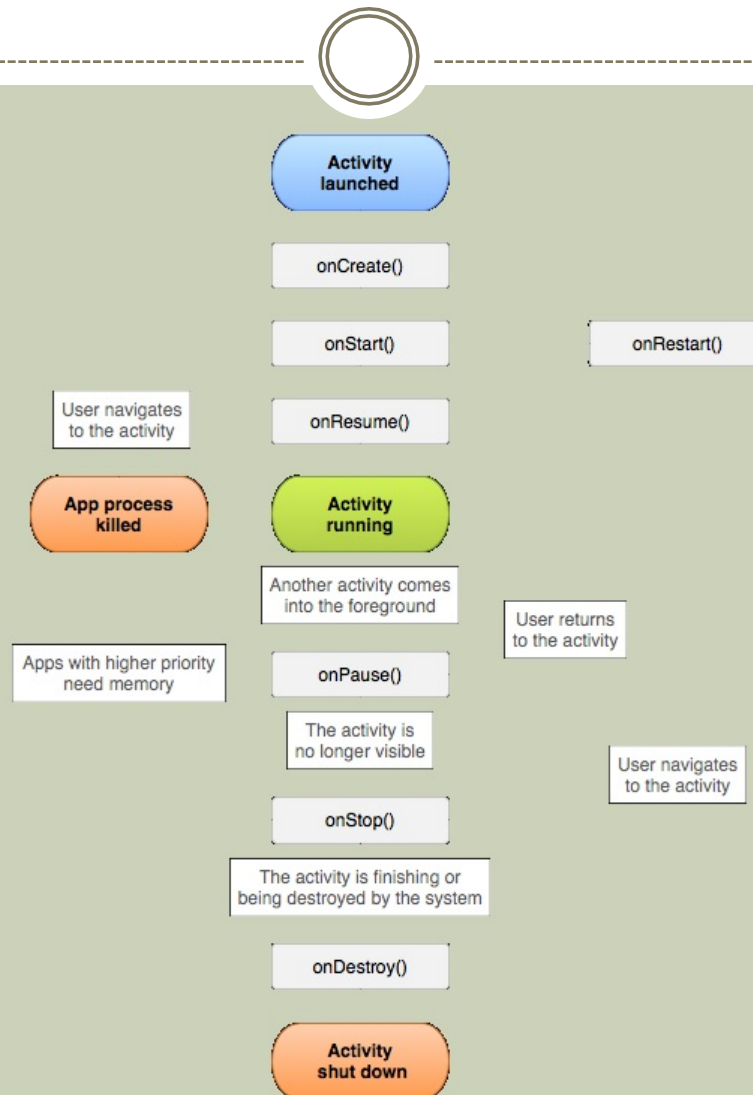 Activity
launched
onCreate()
onStart()
onRestart()
User navigates
to the activity
onResume()
App process
killed
Activity
running
Another activity comes
into the foreground
User returns
to the activity
Apps with higher priority
need memory
onPause()
The activity is
no longer visible
User navigates
to the activity
onStop()
The activity is finishing or
being destroyed by the system
onDestroy()
Activity
shut down